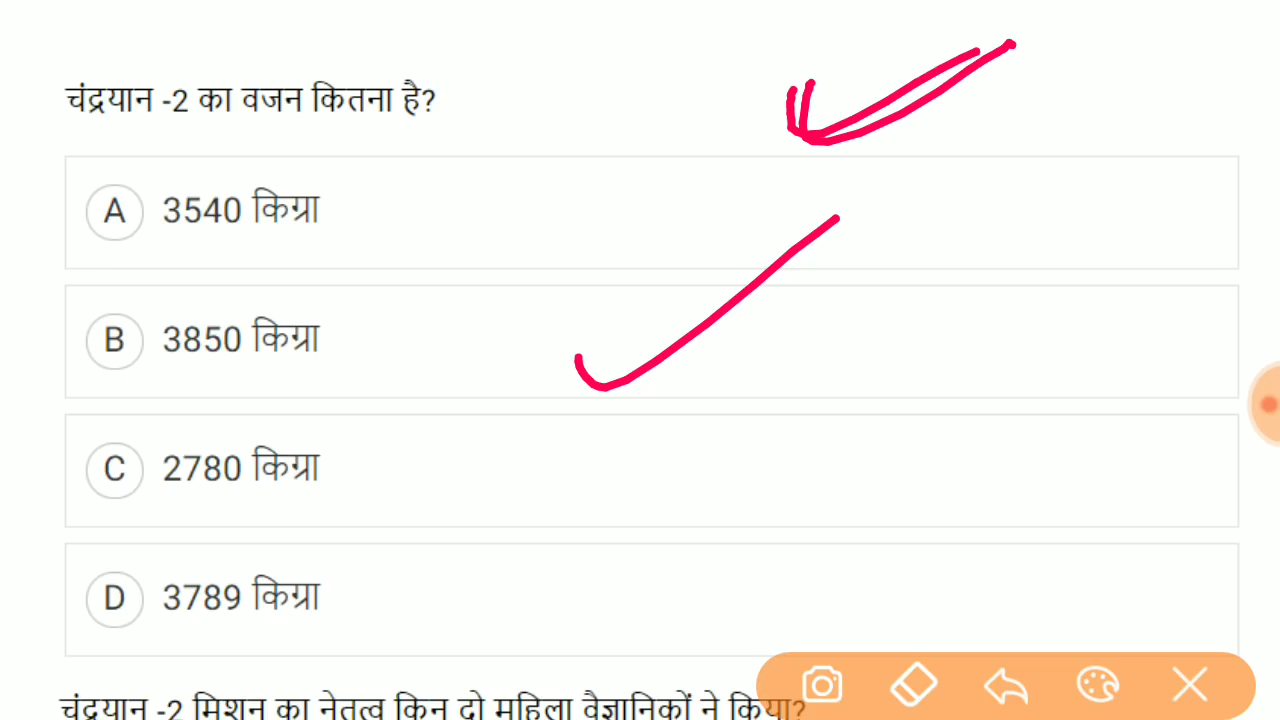 चंद्रयान -2 का वजन कितना है?
A 3540 किग्रा
B 3850 किग्रा
C 2780 किग्रा
D 3789 किग्रा
चंद्रयान -2 मिशन का नेतृत्व किन दो महिला वैज्ञानिकों ने किया?